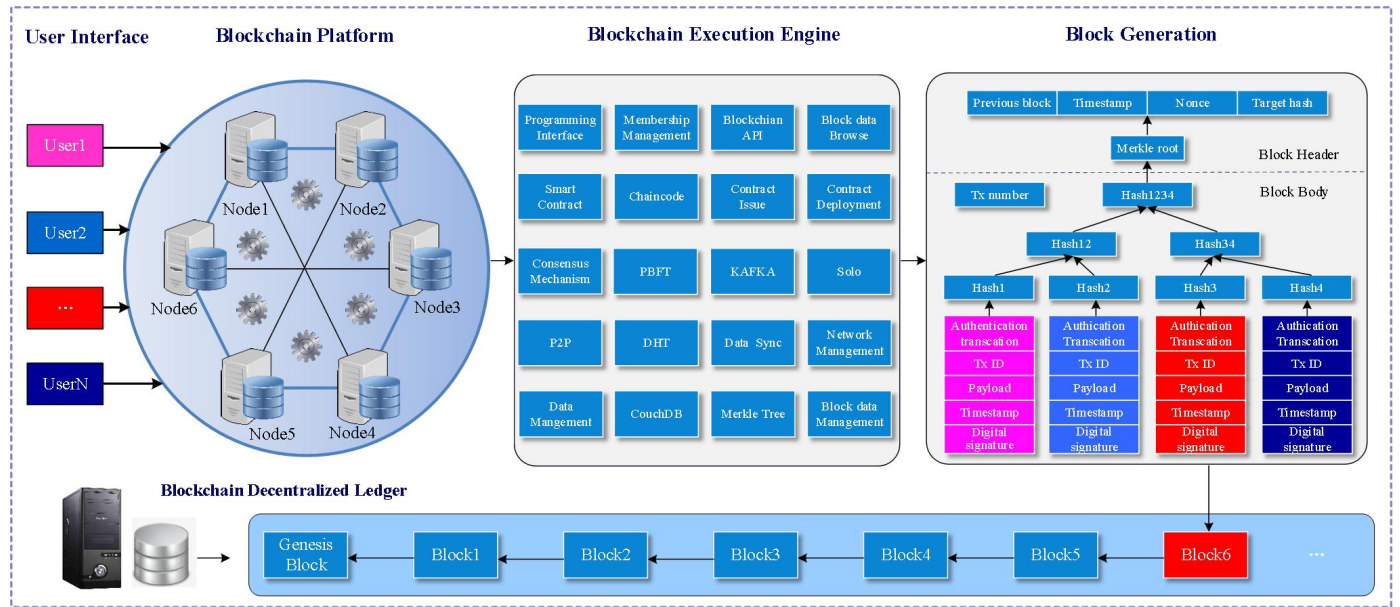 User Interface
Blockchain Platform
Blockchain Execution Engine
Block Generation
User1
User2
...
UserN
Node1
Node2
Node6
Node3
Node5
Node4
Programming
Interface
Membership
Management
Blockchian
API
Block data
Browse
Smart
Contract
Chaincode
Contract
Issue
Contract
Deployment
Consensus
Mechanism
PBFT
KAFKA
Solo
P2P
DHT
Data Sync
Network
Management
Data
Mangement
CouchDB
Merkle Tree
Block data
Management
Previous block
Timestamp
Nonce
Target hash
Merkle root
Block Header
Block Body
Tx number
Hash1234
Hash12
Hash34
Hash1
Hash2
Hash3
Hash4
Authentication
transcation
Tx ID
Payload
Timestamp
Digital
signature
Authication
Transcation
Tx ID
Payload
Timestamp
Digital
signature
Authication
Transcation
Tx ID
Payload
Timestamp
Digital
signature
Authication
Transcation
Tx ID
Payload
Timestamp
Digital
signature
Blockchain Decentralized Ledger
Genesis
Block
Block1
Block2
Block3
Block4
Block5
Block6
...